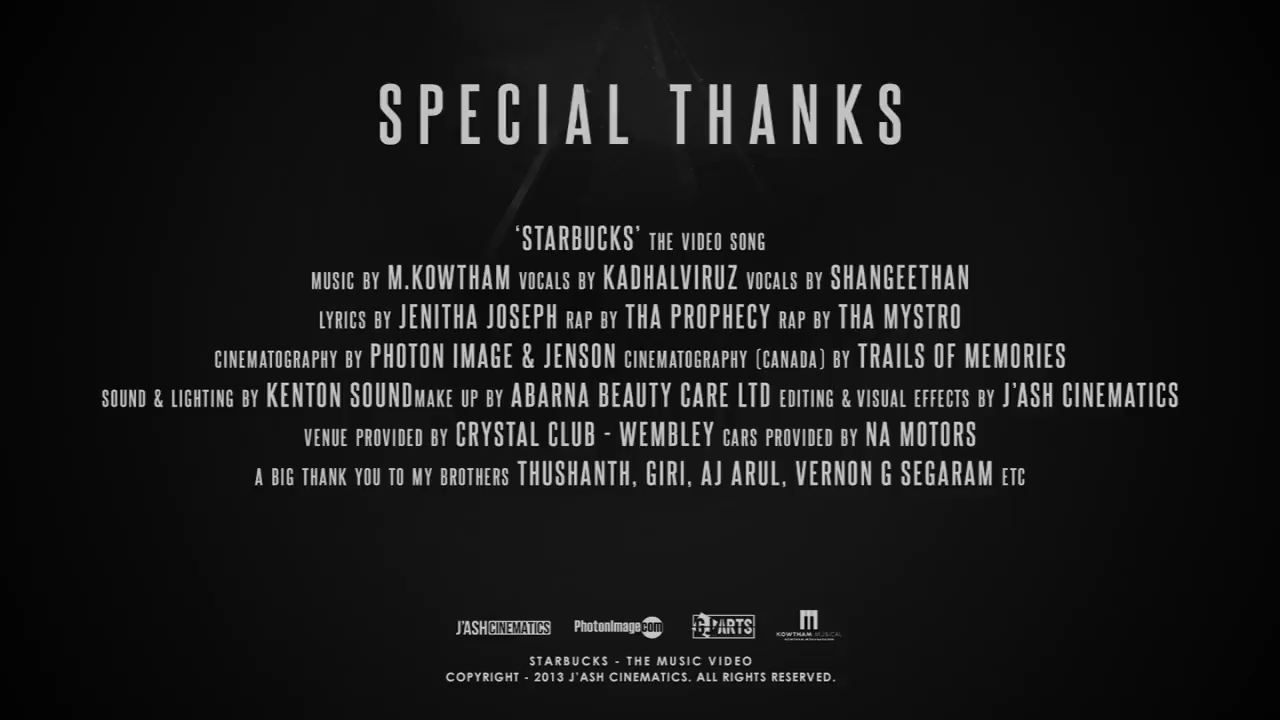 SPECIAL THANKS
‘STARBUCKS’ THE VIDEO SONG
MUSIC BY M.KOWTHAM VOCALS BY KADHALVIRUZ VOCALS BY SHANGEETHAN
LYRICS BY JENITHA JOSEPH RAP BY THA PROPHECY RAP BY THA MYSTRO
CINEMATOGRAPHY BY PHOTON IMAGE & JENSON CINEMATOGRAPHY (CANADA) BY TRAILS OF MEMORIES
SOUND & LIGHTING BY KENTON SOUNDMAKE UP BY ABARNA BEAUTY CARE LTD EDITING & VISUAL EFFECTS BY J’ASH CINEMATICS
VENUE PROVIDED BY CRYSTAL CLUB - WEMBLEY CARS PROVIDED BY NA MOTORS
A BIG THANK YOU TO MY BROTHERS THUSHANTH, GIRI, AJ ARUL, VERNON G SEGARAM ETC
J’ASH CINEMATICS PhotonImage.com ARTS KOWTHAM MUSICAL
STARBUCKS - THE MUSIC VIDEO
COPYRIGHT - 2013 J’ASH CINEMATICS. ALL RIGHTS RESERVED.